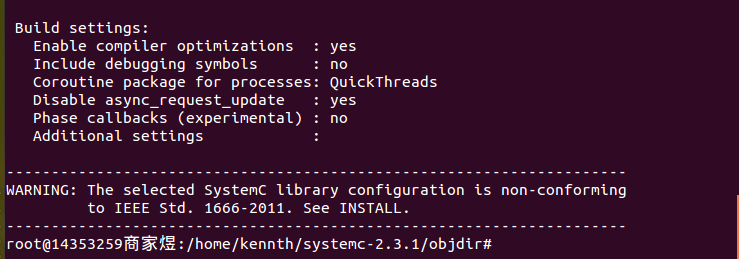 Build settings:
Enable compiler optimizations  : yes
Include debugging symbols      : no
Coroutine package for processes: QuickThreads
Disable async_request_update   : yes
Phase callbacks (experimental) : no
Additional settings            :
---------------------------------------------------------------------
WARNING: The selected SystemC library configuration is non-conforming
         to IEEE Std. 1666-2011. See INSTALL.
---------------------------------------------------------------------
root@14353259商家煜:/home/kennth/systemc-2.3.1/objdir#